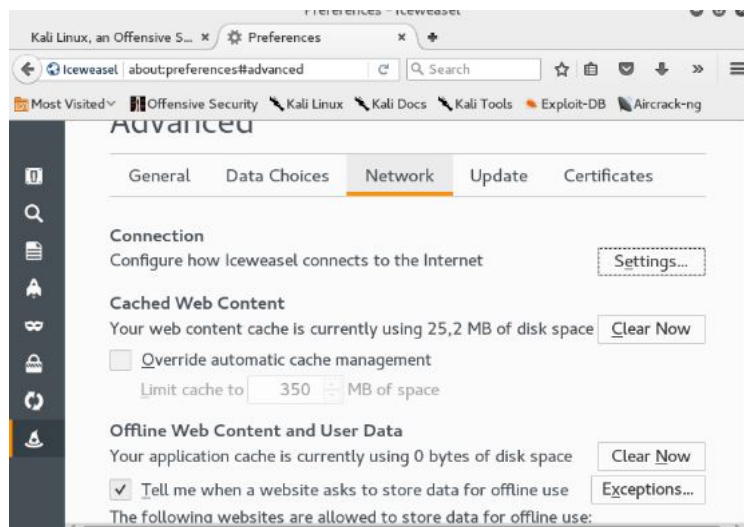 Preferences - Iceweasel
Kali Linux, an Offensive S... × Preferences ×
Iceweasel about:preferences#advanced Search
Most Visited Offensive Security Kali Linux Kali Docs Kali Tools Exploit-DB Aircrack-ng
Advanced
General Data Choices Network Update Certificates
Connection
Configure how Iceweasel connects to the Internet Settings...
Cached Web Content
Your web content cache is currently using 25,2 MB of disk space Clear Now
Override automatic cache management
Limit cache to 350 MB of space
Offline Web Content and User Data
Your application cache is currently using 0 bytes of disk space Clear Now
Tell me when a website asks to store data for offline use Exceptions...
The following websites are allowed to store data for offline use: